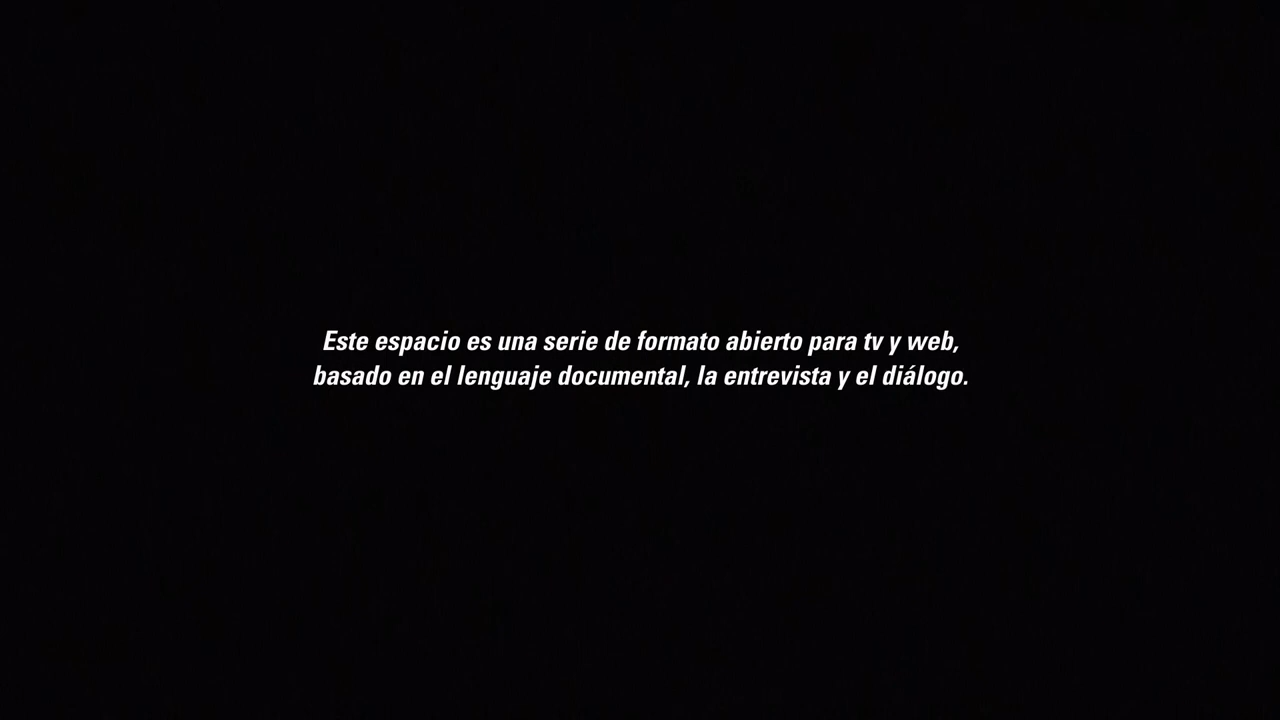 Este espacio es una serie de formato abierto para tv y web,
basado en el lenguaje documental, la entrevista y el diálogo.